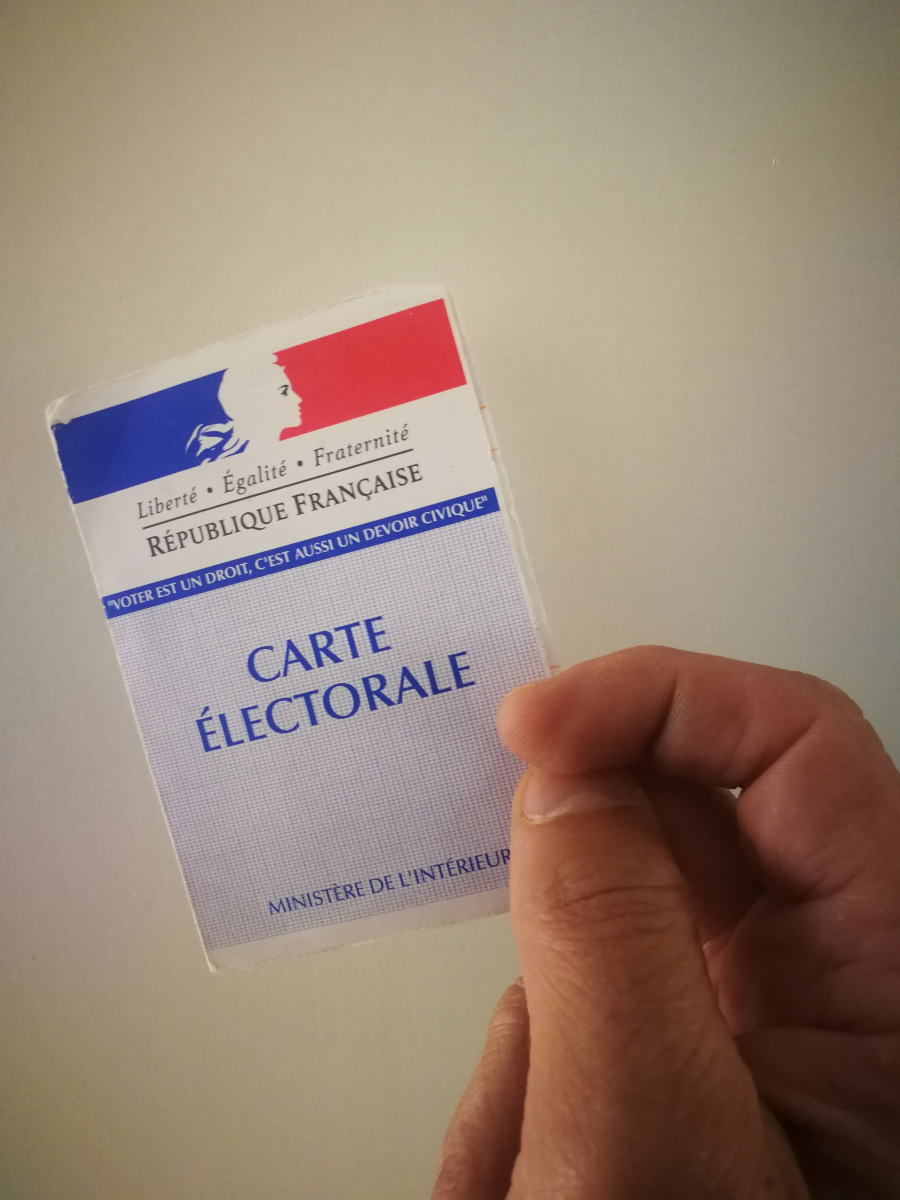 Liberté • Égalité • Fraternité
RÉPUBLIQUE FRANÇAISE
"VOTER EST UN DROIT, C'EST AUSSI UN DEVOIR CIVIQUE"
CARTE
ÉLECTORALE
MINISTÈRE DE L'INTÉRIEUR